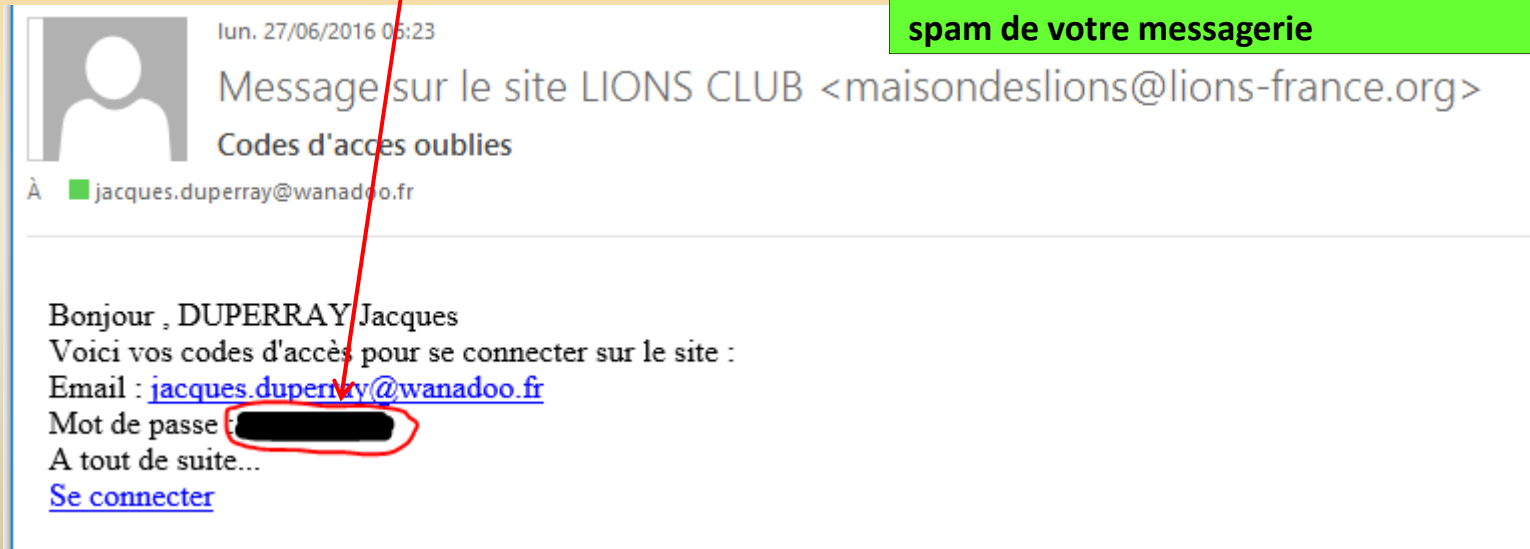 spam de votre messagerie
lun. 27/06/2016 05:23
Message sur le site LIONS CLUB <maisondeslions@lions-france.org>
Codes d'acces oublies
À jacques.duperray@wanadoo.fr
Bonjour , DUPERRAY Jacques
Voici vos codes d'accès pour se connecter sur le site :
Email : jacques.duperray@wanadoo.fr
Mot de passe :
A tout de suite...
Se connecter